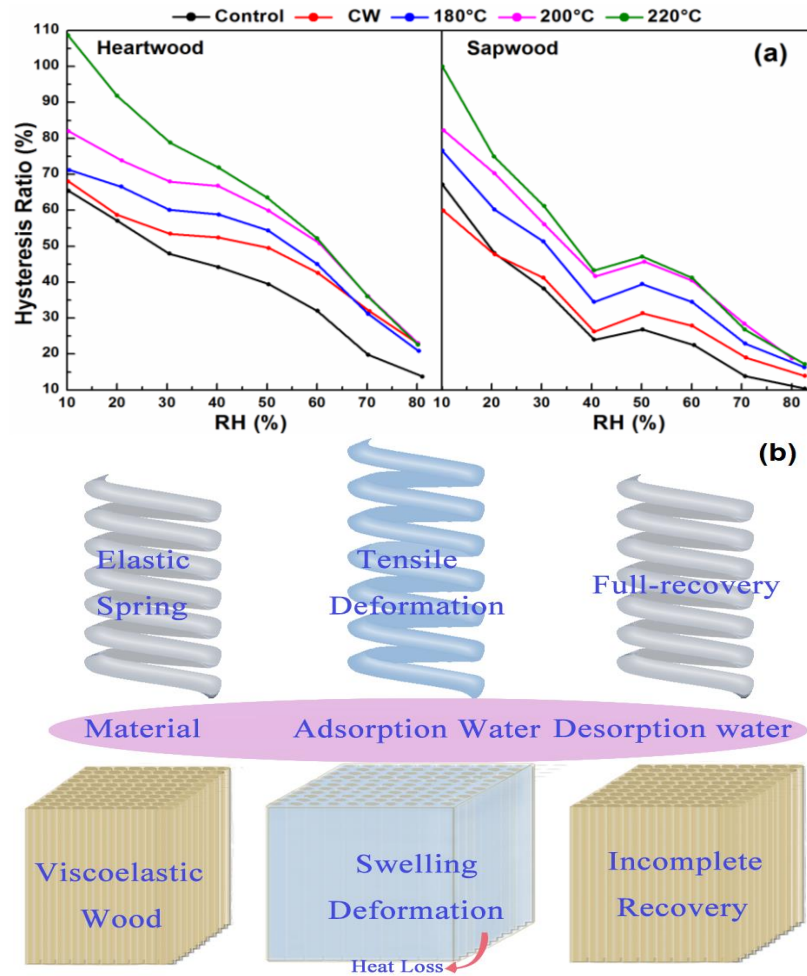 Control CW 180°C 200°C 220°C
Heartwood
Sapwood
(a)
Hysteresis Ratio (%)
110
100
90
80
70
60
50
40
30
20
10
10 20 30 40 50 60 70 80
10 20 30 40 50 60 70 80
RH (%)
RH (%)
(b)
Elastic
Spring
Tensile
Deformation
Full-recovery
Material
Adsorption Water
Desorption water
Viscoelastic
Wood
Swelling
Deformation
Heat Loss
Incomplete
Recovery